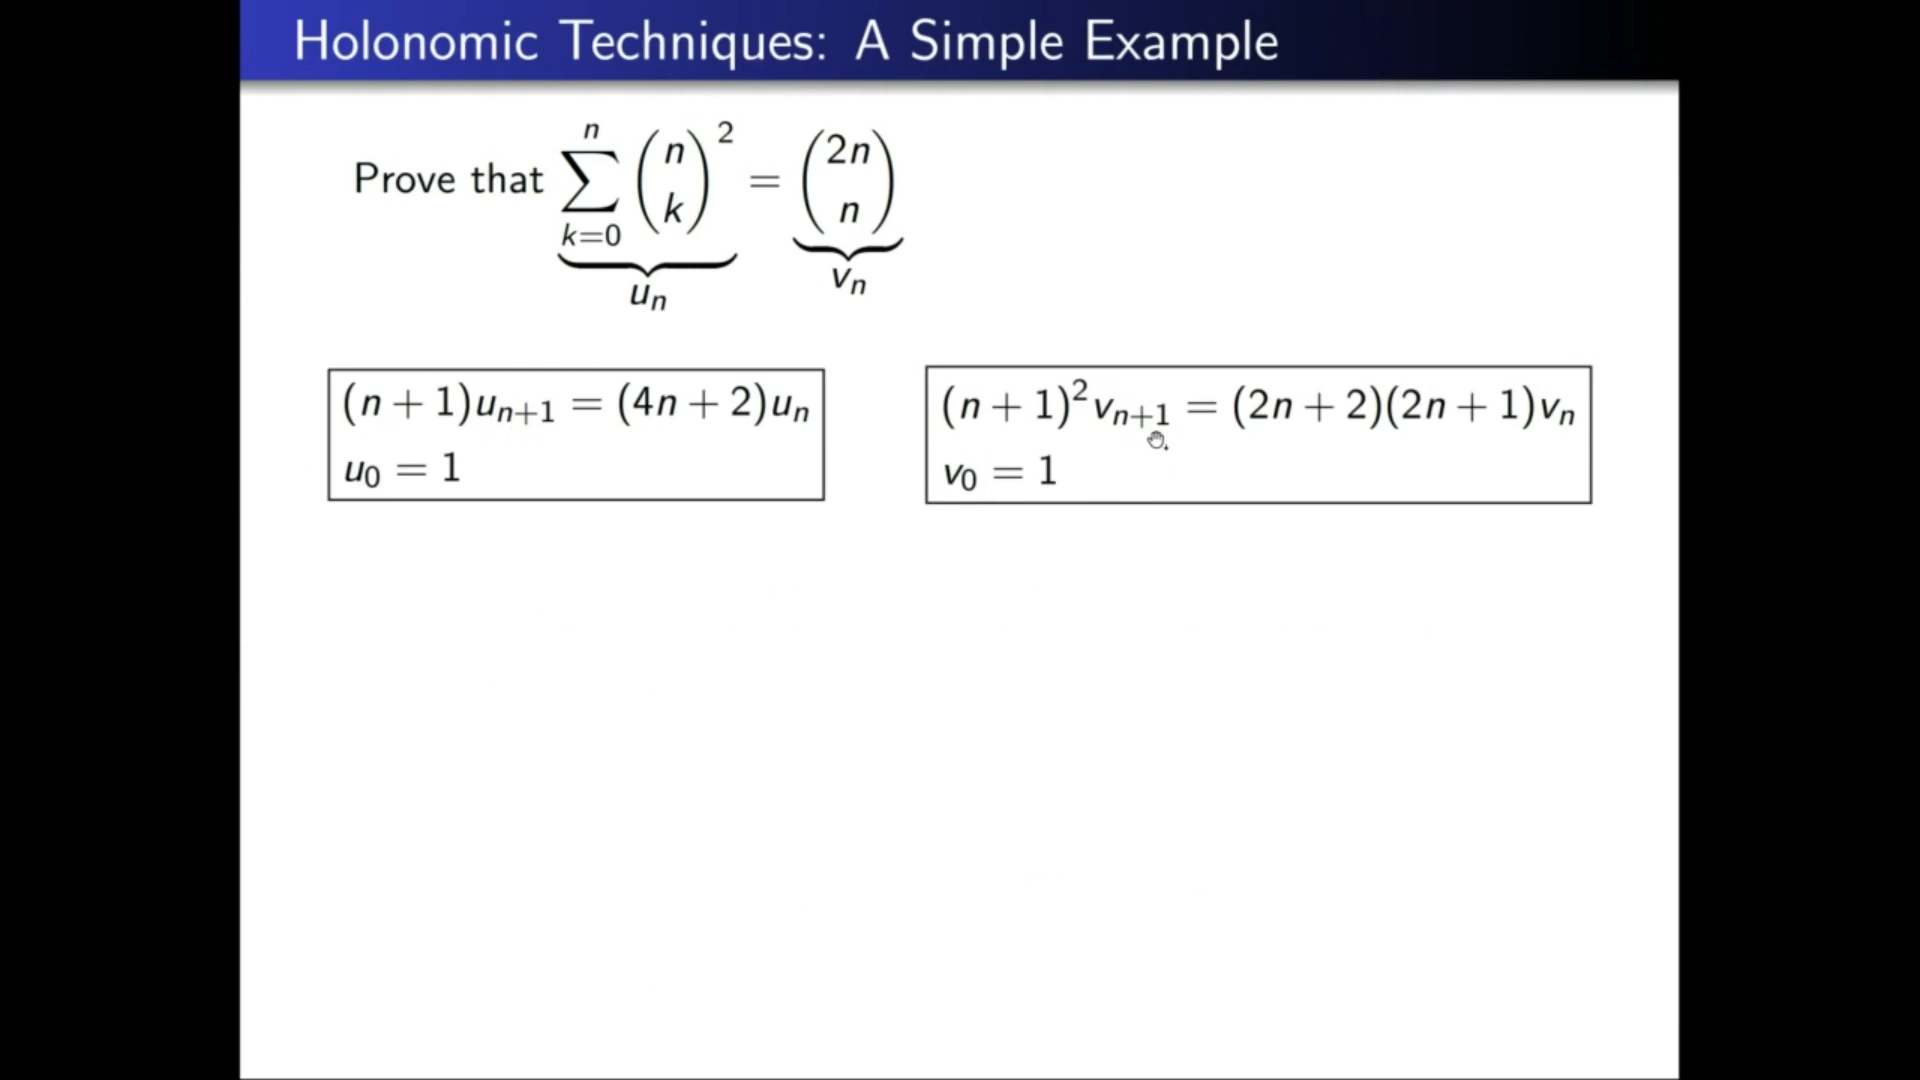 Holonomic Techniques: A Simple Example
Prove that $\underbrace{\sum_{k=0}^{n} \binom{n}{k}^2}_{u_n} = \underbrace{\binom{2n}{n}}_{v_n}$
$(n+1)u_{n+1} = (4n+2)u_n$
$u_0 = 1$
$(n+1)^2 v_{n+1} = (2n+2)(2n+1)v_n$
$v_0 = 1$